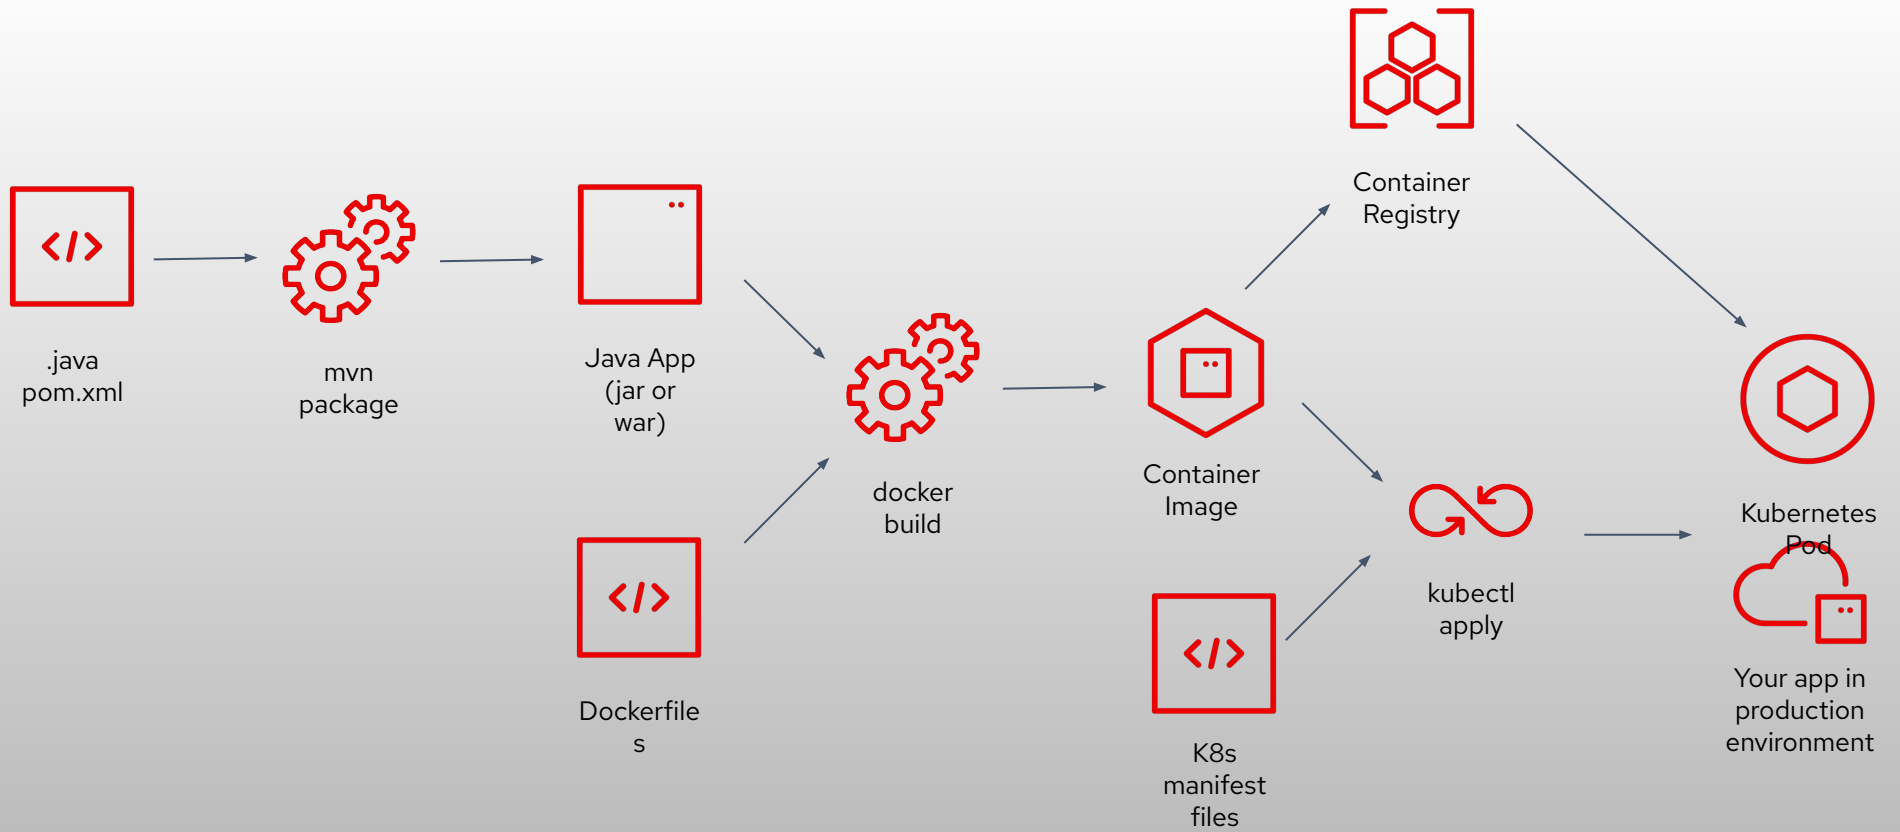 .java
pom.xml
mvn
package
Java App
(jar or
war)
Dockerfile
s
docker
build
Container
Image
Container
Registry
K8s
manifest
files
kubectl
apply
Kubernetes
Pod
Your app in
production
environment